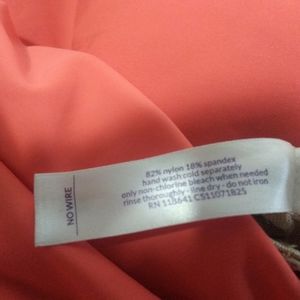 NO WIRE
82% nylon 18% spandex
hand wash cold separately
only non-chlorine bleach when needed
rinse thoroughly - line dry - do not iron
RN 118641 CS11071825